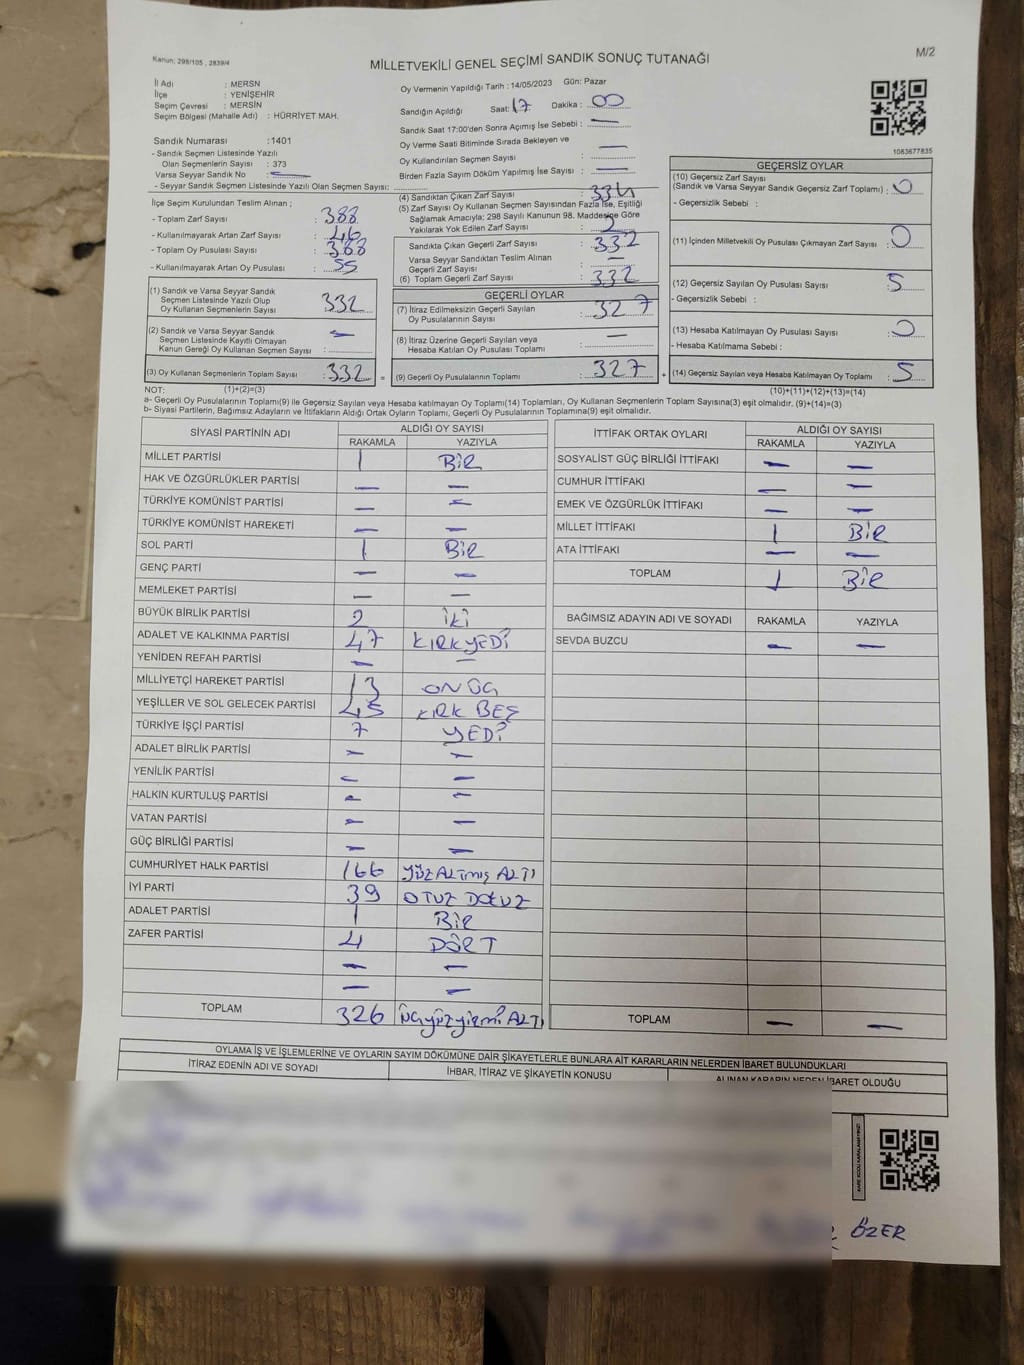 Kanun, 298/105 , 2839/4
MİLLETVEKİLİ GENEL SEÇİMİ SANDIK SONUÇ TUTANAĞI
M/2
İl Adı : MERSN
İlçe : YENİŞEHİR
Seçim Çevresi : MERSİN
Seçim Bölgesi (Mahalle Adı) : HÜRRİYET MAH.
Sandık Numarası :1401
- Sandık Seçmen Listesinde Yazılı
Olan Seçmenlerin Sayısı : 373
Varsa Seyyar Sandık No : —
- Seyyar Sandık Seçmen Listesinde Yazılı Olan Seçmen Sayısı:
Oy Vermenin Yapıldığı Tarih : 14/05/2023 Gün: Pazar
Sandığın Açıldığı Saat: 17 Dakika : 00
Sandık Saat 17:00'den Sonra Açımış İse Sebebi : —
Oy Verme Saati Bitiminde Sırada Bekleyen ve
Oy Kullandırılan Seçmen Sayısı : —
Birden Fazla Sayım Döküm Yapılmış İse Sayısı : —
1083677835
İlçe Seçim Kurulundan Teslim Alınan ;
- Toplam Zarf Sayısı : 388
- Kullanılmayarak Artan Zarf Sayısı : 46
- Toplam Oy Pusulası Sayısı : 388
- Kullanılmayarak Artan Oy Pusulası : 55
(1) Sandık ve Varsa Seyyar Sandık
Seçmen Listesinde Yazılı Olup
Oy Kullanan Seçmenlerin Sayısı : 332
(2) Sandık ve Varsa Seyyar Sandık
Seçmen Listesinde Kayıtlı Olmayan
Kanun Gereği Oy Kullanan Seçmen Sayısı : —
(3) Oy Kullanan Seçmenlerin Toplam Sayısı : 332 =
(4) Sandıktan Çıkan Zarf Sayısı : 334
(5) Zarf Sayısı Oy Kullanan Seçmen Sayısından Fazla İse, Eşitliği
Sağlamak Amacıyla; 298 Sayılı Kanunun 98. Maddesine Göre
Yakılarak Yok Edilen Zarf Sayısı : 2
Sandıkta Çıkan Geçerli Zarf Sayısı : 332
Varsa Seyyar Sandıktan Teslim Alınan
Geçerli Zarf Sayısı : —
(6) Toplam Geçerli Zarf Sayısı : 332
GEÇERLİ OYLAR
(7) İtiraz Edilmeksizin Geçerli Sayılan
Oy Pusulalarının Sayısı : 327
(8) İtiraz Üzerine Geçerli Sayılan veya
Hesaba Katılan Oy Pusulası Toplamı : —
(9) Geçerli Oy Pusulalarının Toplamı : 327 +
GEÇERSİZ OYLAR
(10) Geçersiz Zarf Sayısı
(Sandık ve Varsa Seyyar Sandık Geçersiz Zarf Toplamı) : 0
- Geçersizlik Sebebi :
(11) İçinden Milletvekili Oy Pusulası Çıkmayan Zarf Sayısı : 0
(12) Geçersiz Sayılan Oy Pusulası Sayısı : 5
- Geçersizlik Sebebi :
(13) Hesaba Katılmayan Oy Pusulası Sayısı : 0
- Hesaba Katılmama Sebebi :
(14) Geçersiz Sayılan veya Hesaba Katılmayan Oy Toplamı : 5
NOT: (1)+(2)=(3) (10)+(11)+(12)+(13)=(14)
a- Geçerli Oy Pusulaların Toplamı(9) ile Geçersiz Sayılan veya Hesaba Katılmayan Oy(14) Toplamları, Oy Kullanan Seçmenlerin Toplam Sayısına(3) eşit olmalıdır. (9)+(14)=(3)
b- Siyasi Partilerin, Bağımsız Adayların ve İttifakların Aldığı Ortak Oyların Toplamı, Geçerli Oy Pusulalarının Toplamına(9) eşit olmalıdır.
SİYASİ PARTİNİN ADI ALDIĞI OY SAYISI
RAKAMLA YAZIYLA
MİLLET PARTİSİ 1 BİR
HAK VE ÖZGÜRLÜKLER PARTİSİ — —
TÜRKİYE KOMÜNİST PARTİSİ — —
TÜRKİYE KOMÜNİST HAREKETİ — —
SOL PARTİ 1 BİR
GENÇ PARTİ — —
MEMLEKET PARTİSİ — —
BÜYÜK BİRLİK PARTİSİ 2 İKİ
ADALET VE KALKINMA PARTİSİ 47 KIRKYEDİ
YENİDEN REFAH PARTİSİ — —
MİLLİYETÇİ HAREKET PARTİSİ 13 ONÜÇ
YEŞİLLER VE SOL GELECEK PARTİSİ 45 KIRK BEŞ
TÜRKİYE İŞÇİ PARTİSİ 7 YEDİ
ADALET BİRLİK PARTİSİ — —
YENİLİK PARTİSİ — —
HALKIN KURTULUŞ PARTİSİ — —
VATAN PARTİSİ — —
GÜÇ BİRLİĞİ PARTİSİ — —
CUMHURİYET HALK PARTİSİ 166 YÜZALTMIŞ ALTI
İYİ PARTİ 39 OTUZ DOKUZ
ADALET PARTİSİ 1 BİR
ZAFER PARTİSİ 4 DÖRT
— —
— —
TOPLAM 326 ÜÇyüzyirmi ALTI
İTTİFAK ORTAK OYLARI ALDIĞI OY SAYISI
RAKAMLA YAZIYLA
SOSYALİST GÜÇ BİRLİĞİ İTTİFAKI — —
CUMHUR İTTİFAKI — —
EMEK VE ÖZGÜRLÜK İTTİFAKI — —
MİLLET İTTİFAKI 1 BİR
ATA İTTİFAKI — —
TOPLAM 1 BİR
BAĞIMSIZ ADAYIN ADI VE SOYADI RAKAMLA YAZIYLA
SEVDA BUZCU — —
TOPLAM — —
OYLAMA İŞ VE İŞLEMLERİNE VE OYLARIN SAYIM DÖKÜMÜNE DAİR ŞİKAYETLERLE BUNLARA AİT KARARLARIN NELERDEN İBARET BULUNDUKLARI
İTİRAZ EDENİN ADI VE SOYADI İHBAR, İTİRAZ VE ŞİKAYETİN KONUSU ALINAN KARARIN NEDEN İBARET OLDUĞU
KARE KODU KARALAMAYINIZ!
ÖZER